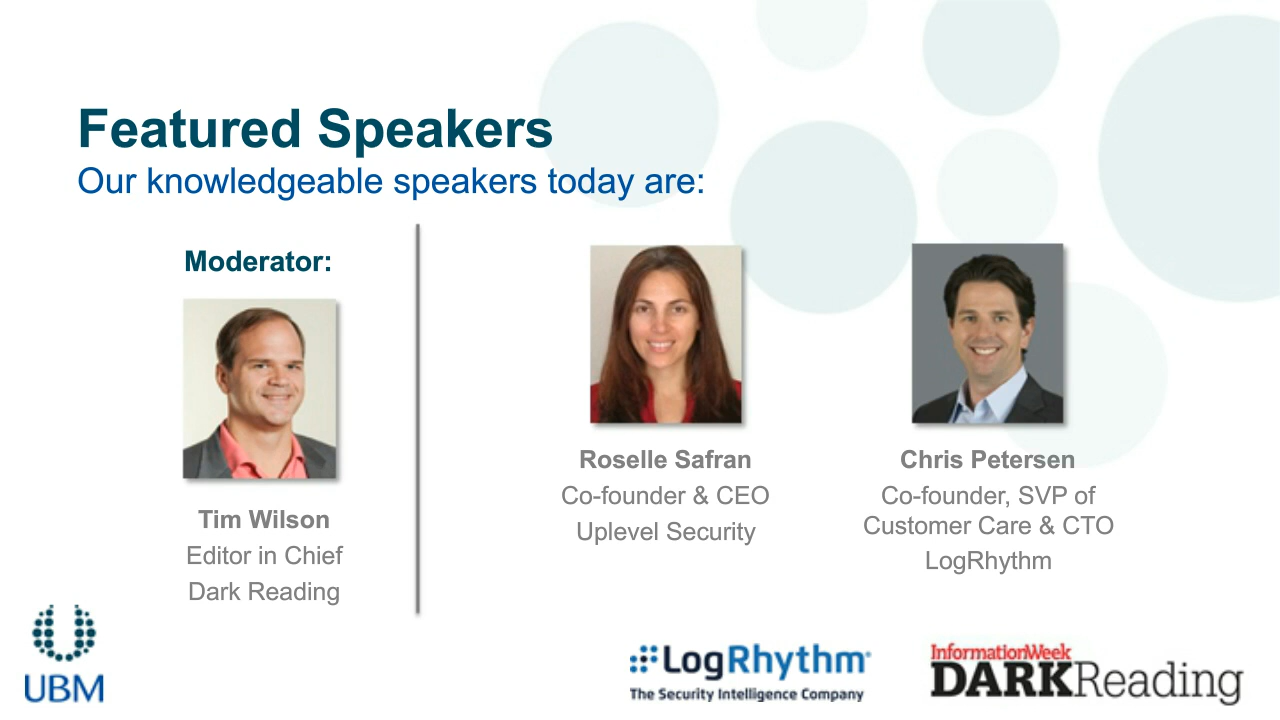 Featured Speakers
Our knowledgeable speakers today are:
Moderator:
Tim Wilson
Editor in Chief
Dark Reading
Roselle Safran
Co-founder & CEO
Uplevel Security
Chris Petersen
Co-founder, SVP of
Customer Care & CTO
LogRhythm
UBM
LogRhythm®
The Security Intelligence Company
InformationWeek
DARKReading